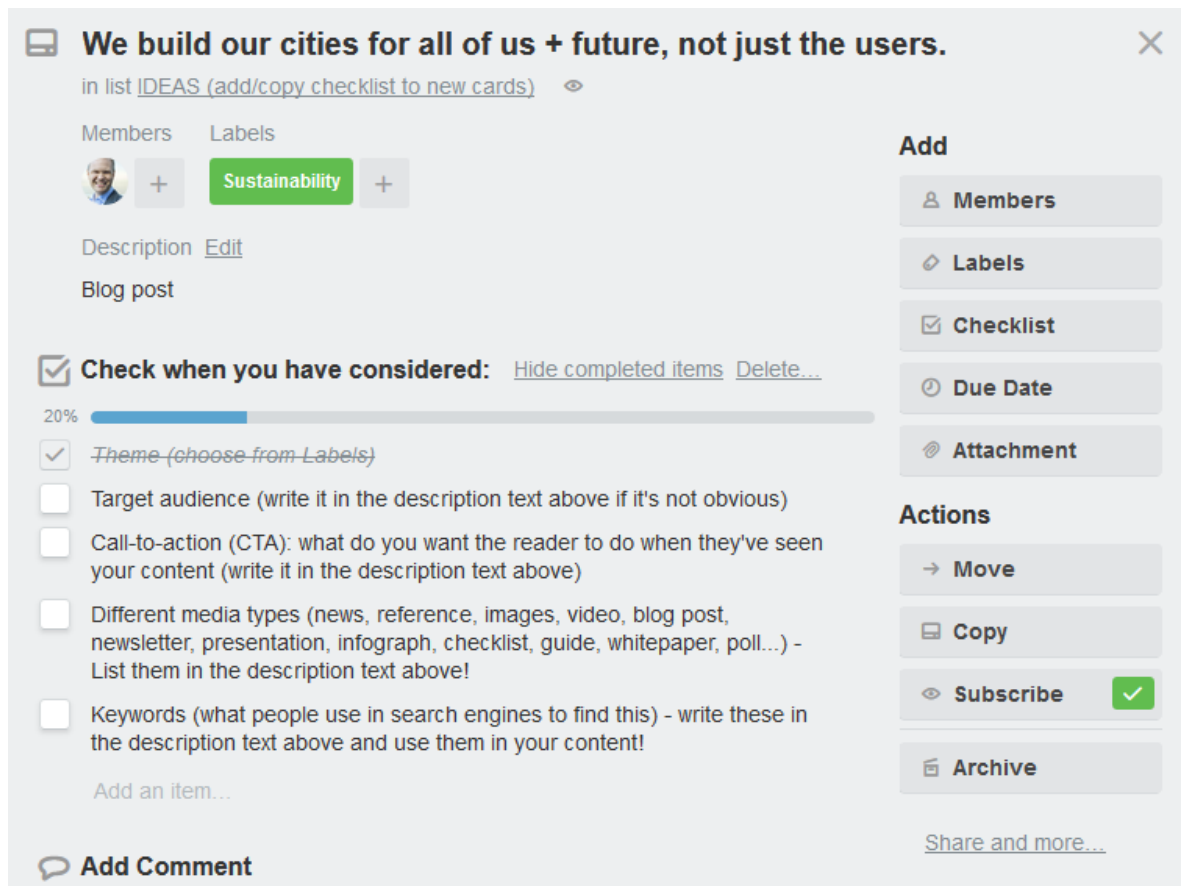 We build our cities for all of us + future, not just the users.
in list IDEAS (add/copy checklist to new cards)
Members Labels
+ Sustainability +
Description Edit
Blog post
Check when you have considered: Hide completed items Delete...
20%
Theme (choose from Labels)
Target audience (write it in the description text above if it's not obvious)
Call-to-action (CTA): what do you want the reader to do when they've seen
your content (write it in the description text above)
Different media types (news, reference, images, video, blog post,
newsletter, presentation, infograph, checklist, guide, whitepaper, poll...) -
List them in the description text above!
Keywords (what people use in search engines to find this) - write these in
the description text above and use them in your content!
Add an item...
Add Comment
Add
Members
Labels
Checklist
Due Date
Attachment
Actions
Move
Copy
Subscribe
Archive
Share and more...